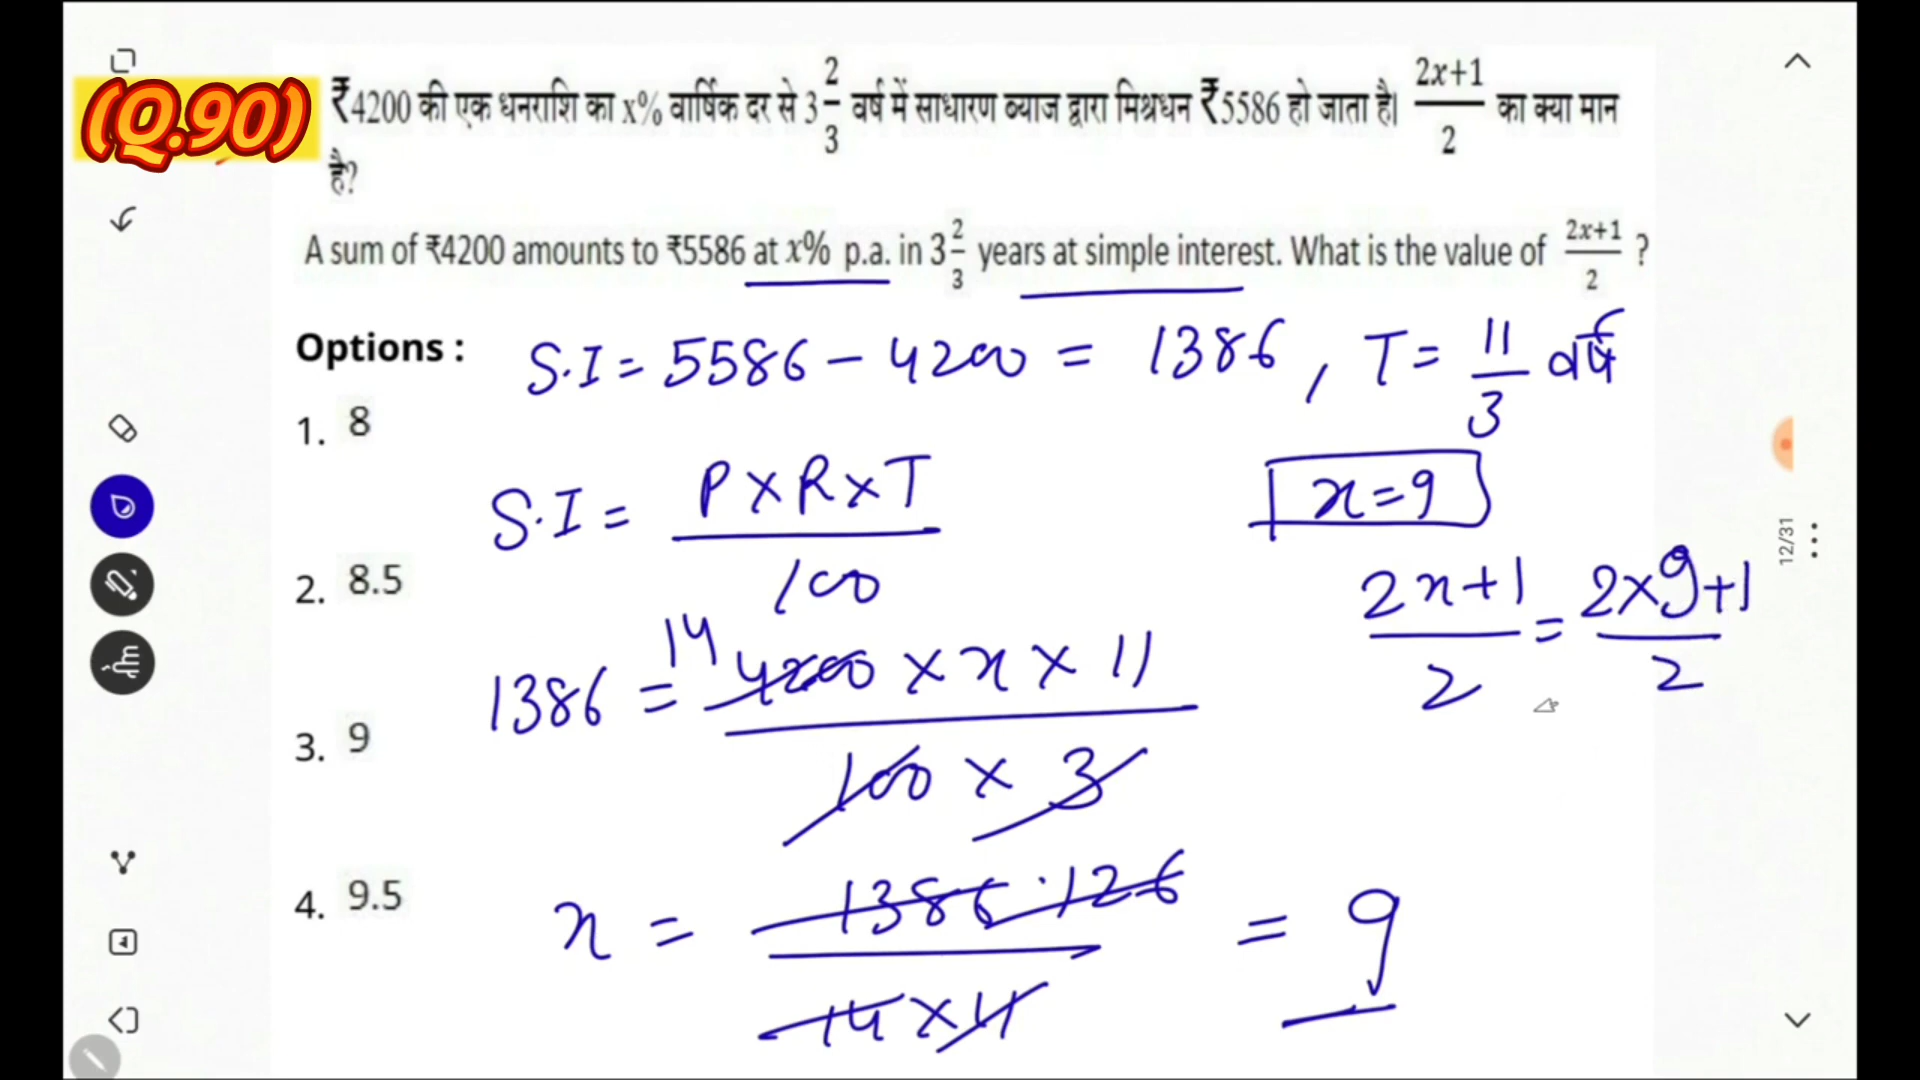 (Q.90)
₹4200 की एक धनराशि का x% वार्षिक दर से 3 2/3 वर्ष में साधारण ब्याज द्वारा मिश्रधन ₹5586 हो जाता है। (2x+1)/2 का क्या मान
है?
A sum of ₹4200 amounts to ₹5586 at x% p.a. in 3 2/3 years at simple interest. What is the value of (2x+1)/2 ?
Options :
S.I = 5586 – 4200 = 1386 , T = 11/3 वर्ष
1. 8
S.I = P×R×T/100
x=9
2. 8.5
(2x+1)/2 = (2×9+1)/2
14
1386 = 4200 × x × 11
100 × 3
3. 9
12/31
4. 9.5
x = 1386 126 / 14×11 = 9